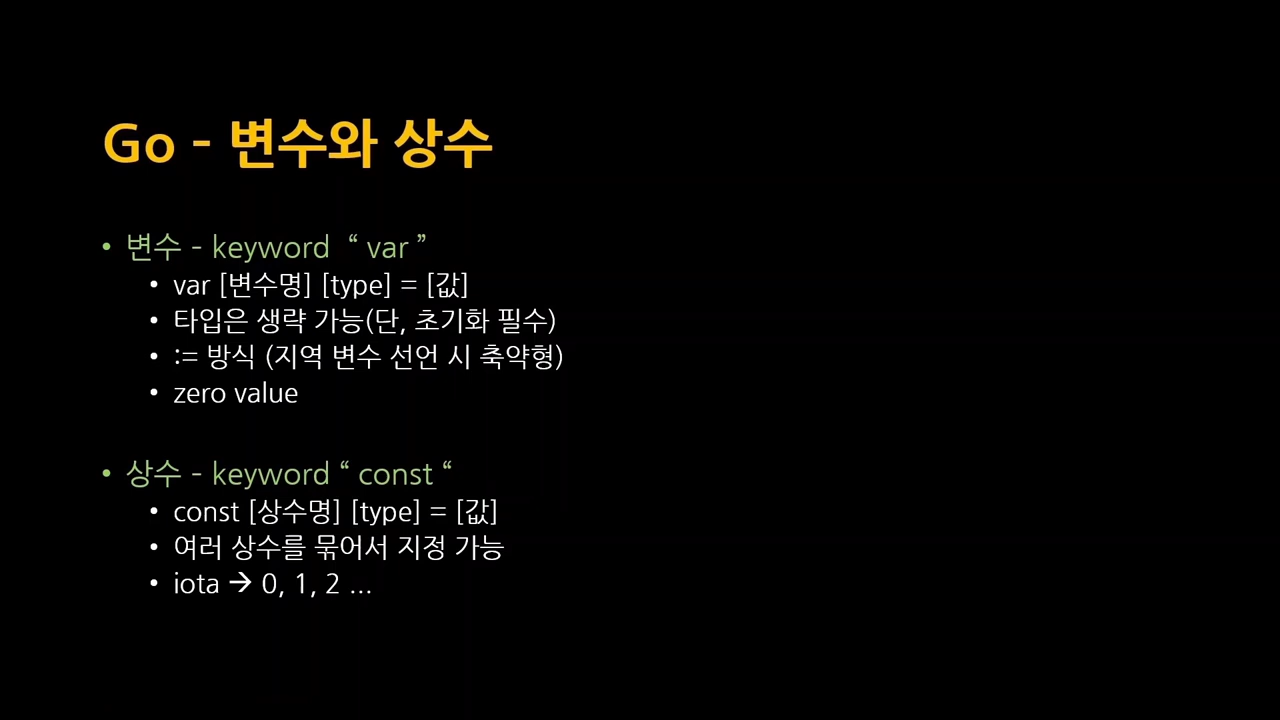 Go - 변수와 상수
• 변수 - keyword “ var ”
• var [변수명] [type] = [값]
• 타입은 생략 가능(단, 초기화 필수)
• := 방식 (지역 변수 선언 시 축약형)
• zero value
• 상수 - keyword “ const “
• const [상수명] [type] = [값]
• 여러 상수를 묶어서 지정 가능
• iota → 0, 1, 2 ...